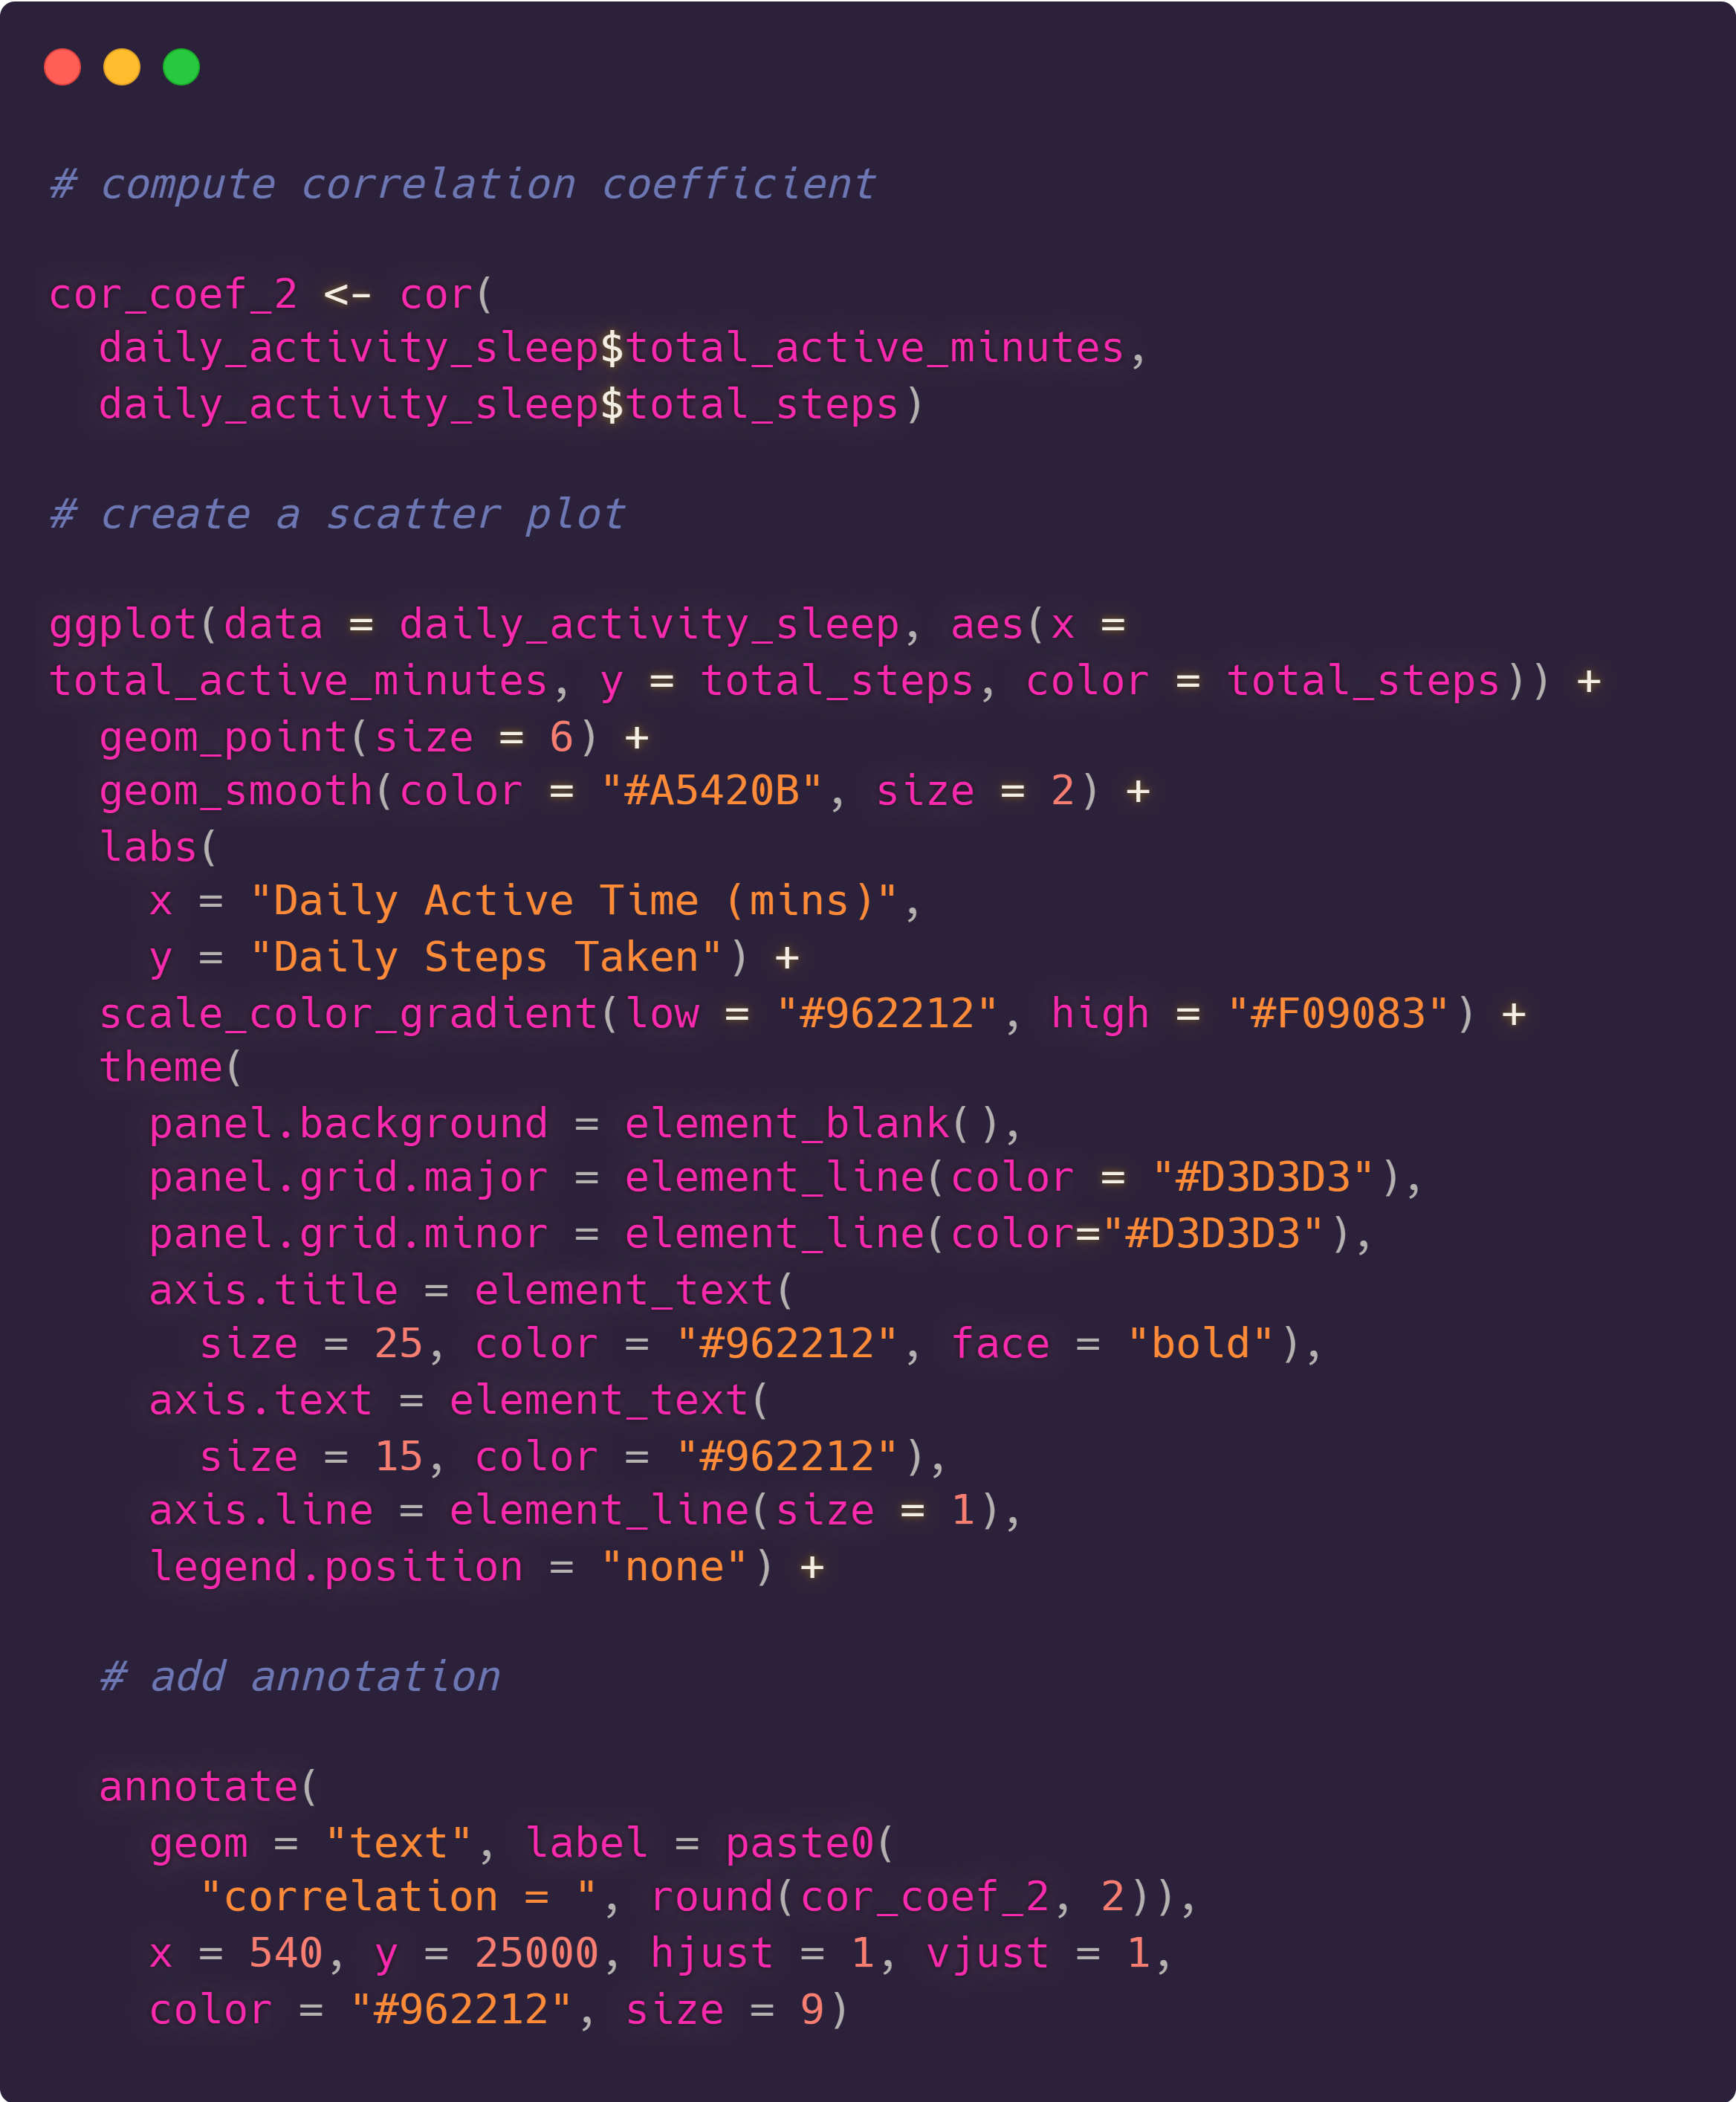 # compute correlation coefficient
cor_coef_2 <- cor(
  daily_activity_sleep$total_active_minutes,
  daily_activity_sleep$total_steps)
# create a scatter plot
ggplot(data = daily_activity_sleep, aes(x =
total_active_minutes, y = total_steps, color = total_steps)) +
  geom_point(size = 6) +
  geom_smooth(color = "#A5420B", size = 2) +
  labs(
    x = "Daily Active Time (mins)",
    y = "Daily Steps Taken") +
  scale_color_gradient(low = "#962212", high = "#F09083") +
  theme(
    panel.background = element_blank(),
    panel.grid.major = element_line(color = "#D3D3D3"),
    panel.grid.minor = element_line(color="#D3D3D3"),
    axis.title = element_text(
      size = 25, color = "#962212", face = "bold"),
    axis.text = element_text(
      size = 15, color = "#962212"),
    axis.line = element_line(size = 1),
    legend.position = "none") +
  # add annotation
  annotate(
    geom = "text", label = paste0(
      "correlation = ", round(cor_coef_2, 2)),
    x = 540, y = 25000, hjust = 1, vjust = 1,
    color = "#962212", size = 9)